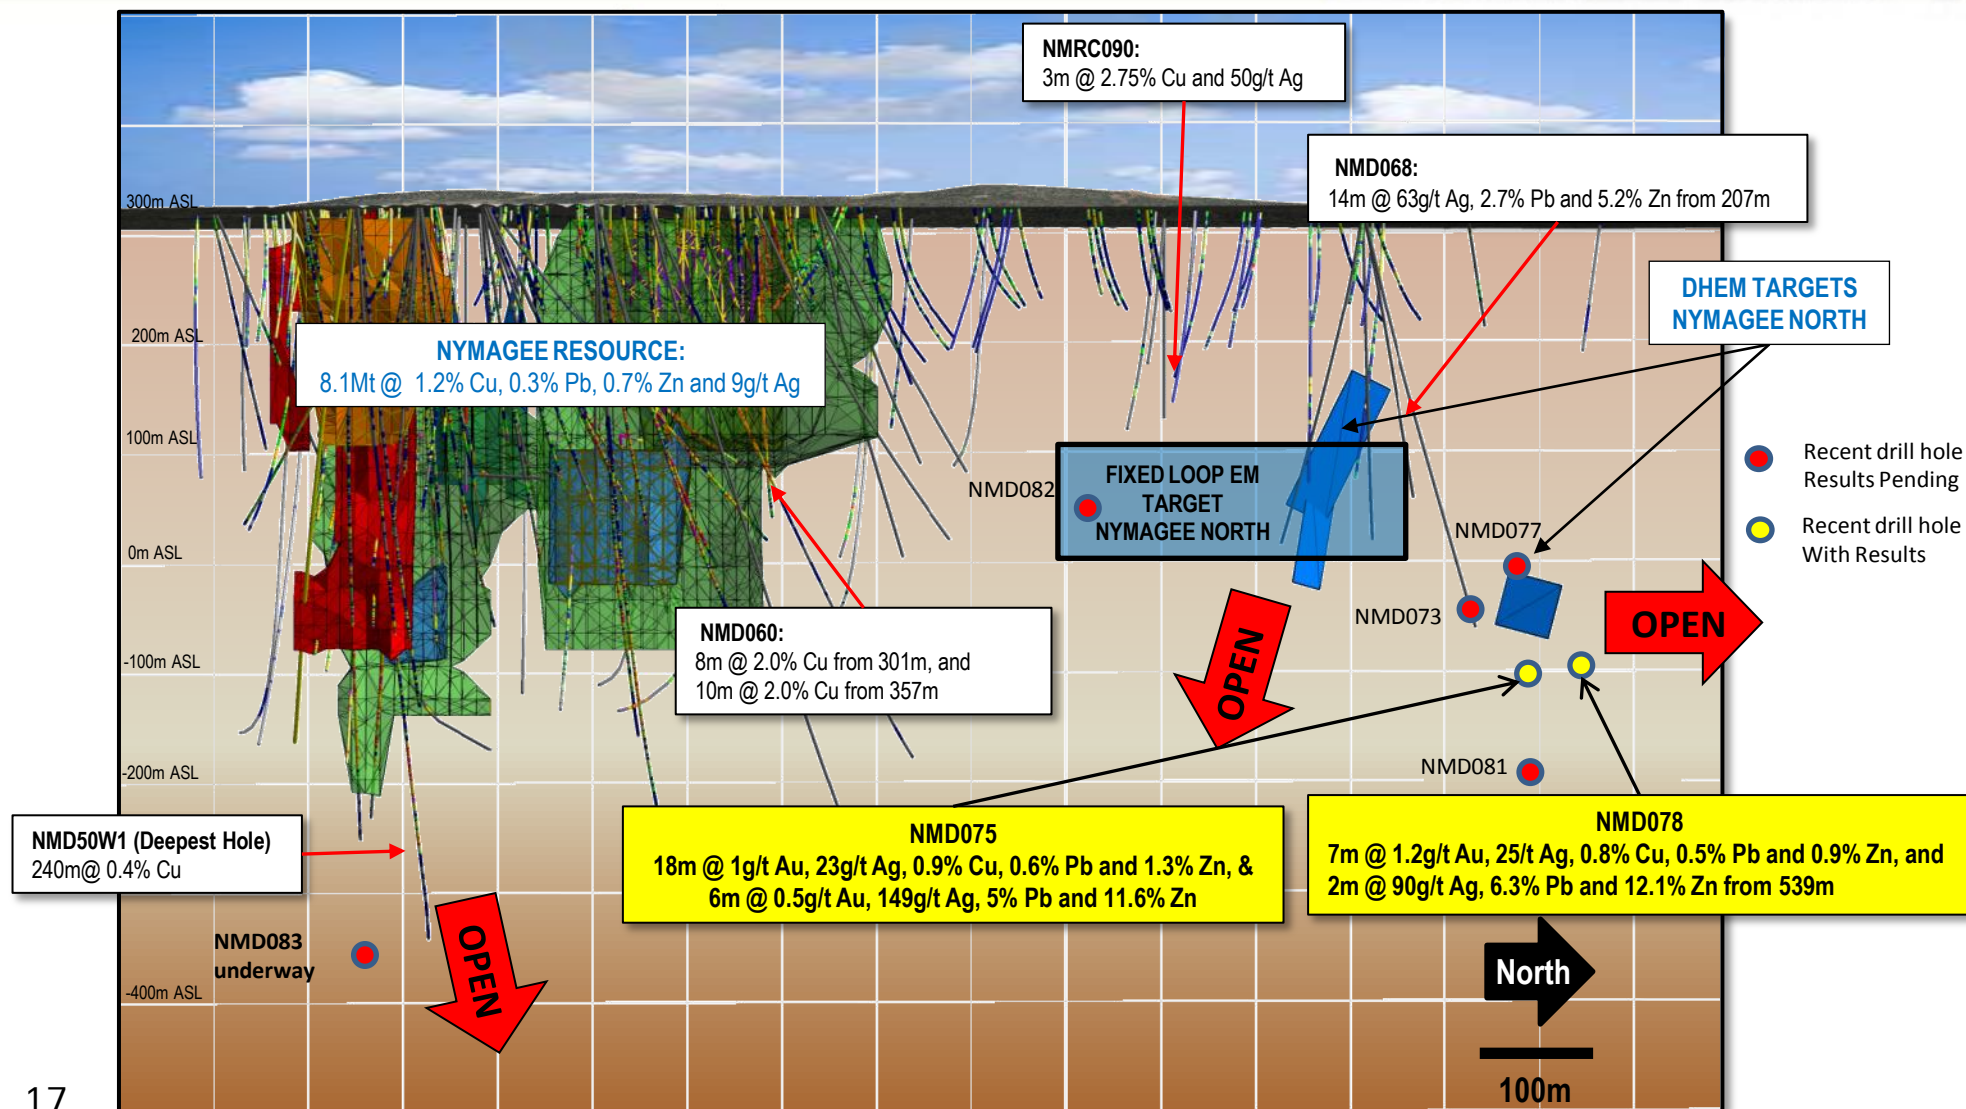 NMRC090:
3m @ 2.75% Cu and 50g/t Ag
NMD068:
14m @ 63g/t Ag, 2.7% Pb and 5.2% Zn from 207m
300m ASL
DHEM TARGETS
NYMAGEE NORTH
200m ASL
NYMAGEE RESOURCE:
8.1Mt @ 1.2% Cu, 0.3% Pb, 0.7% Zn and 9g/t Ag
100m ASL
FIXED LOOP EM
TARGET
NYMAGEE NORTH
NMD082
Recent drill hole
Results Pending
Recent drill hole
With Results
NMD077
0m ASL
NMD073
OPEN
OPEN
NMD060:
8m @ 2.0% Cu from 301m, and
10m @ 2.0% Cu from 357m
-100m ASL
NMD081
-200m ASL
NMD50W1 (Deepest Hole)
240m@ 0.4% Cu
NMD075
18m @ 1g/t Au, 23g/t Ag, 0.9% Cu, 0.6% Pb and 1.3% Zn, &
6m @ 0.5g/t Au, 149g/t Ag, 5% Pb and 11.6% Zn
NMD078
7m @ 1.2g/t Au, 25/t Ag, 0.8% Cu, 0.5% Pb and 0.9% Zn, and
2m @ 90g/t Ag, 6.3% Pb and 12.1% Zn from 539m
NMD083
underway
OPEN
North
-400m ASL
100m
17